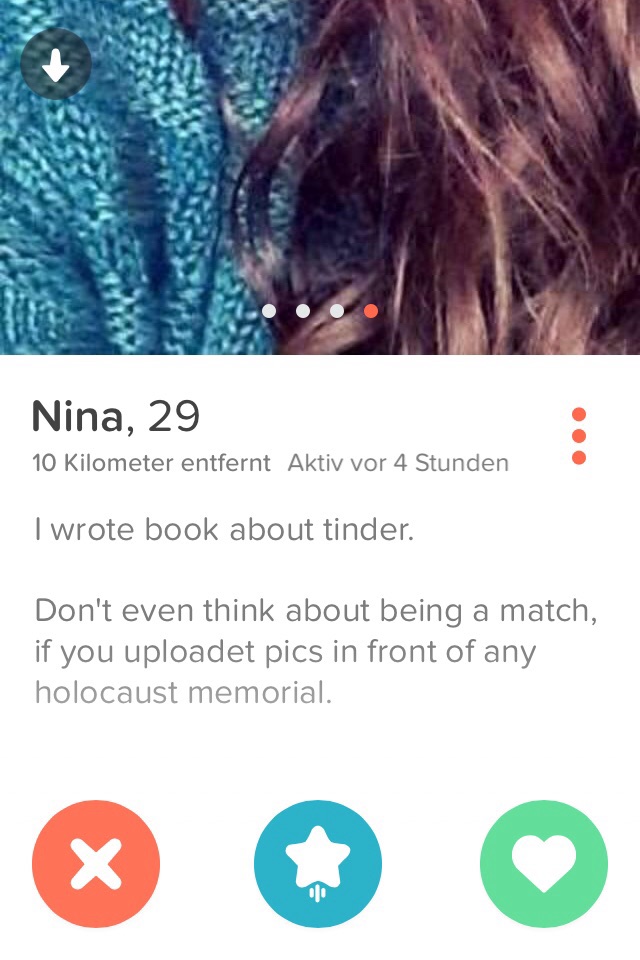 Nina, 29
10 Kilometer entfernt Aktiv vor 4 Stunden
I wrote book about tinder.
Don't even think about being a match,
if you uploadet pics in front of any
holocaust memorial.